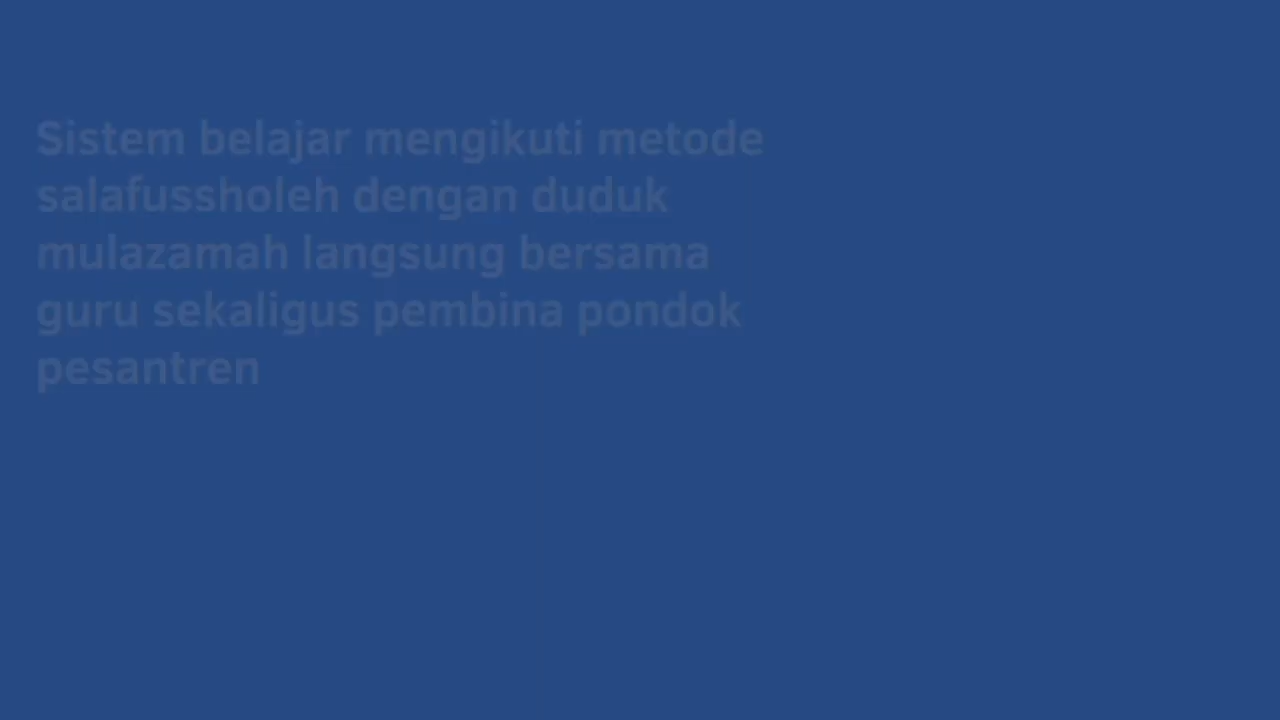 Sistem belajar mengikuti metode
salafussholeh dengan duduk
mulazamah langsung bersama
guru sekaligus pembina pondok
pesantren